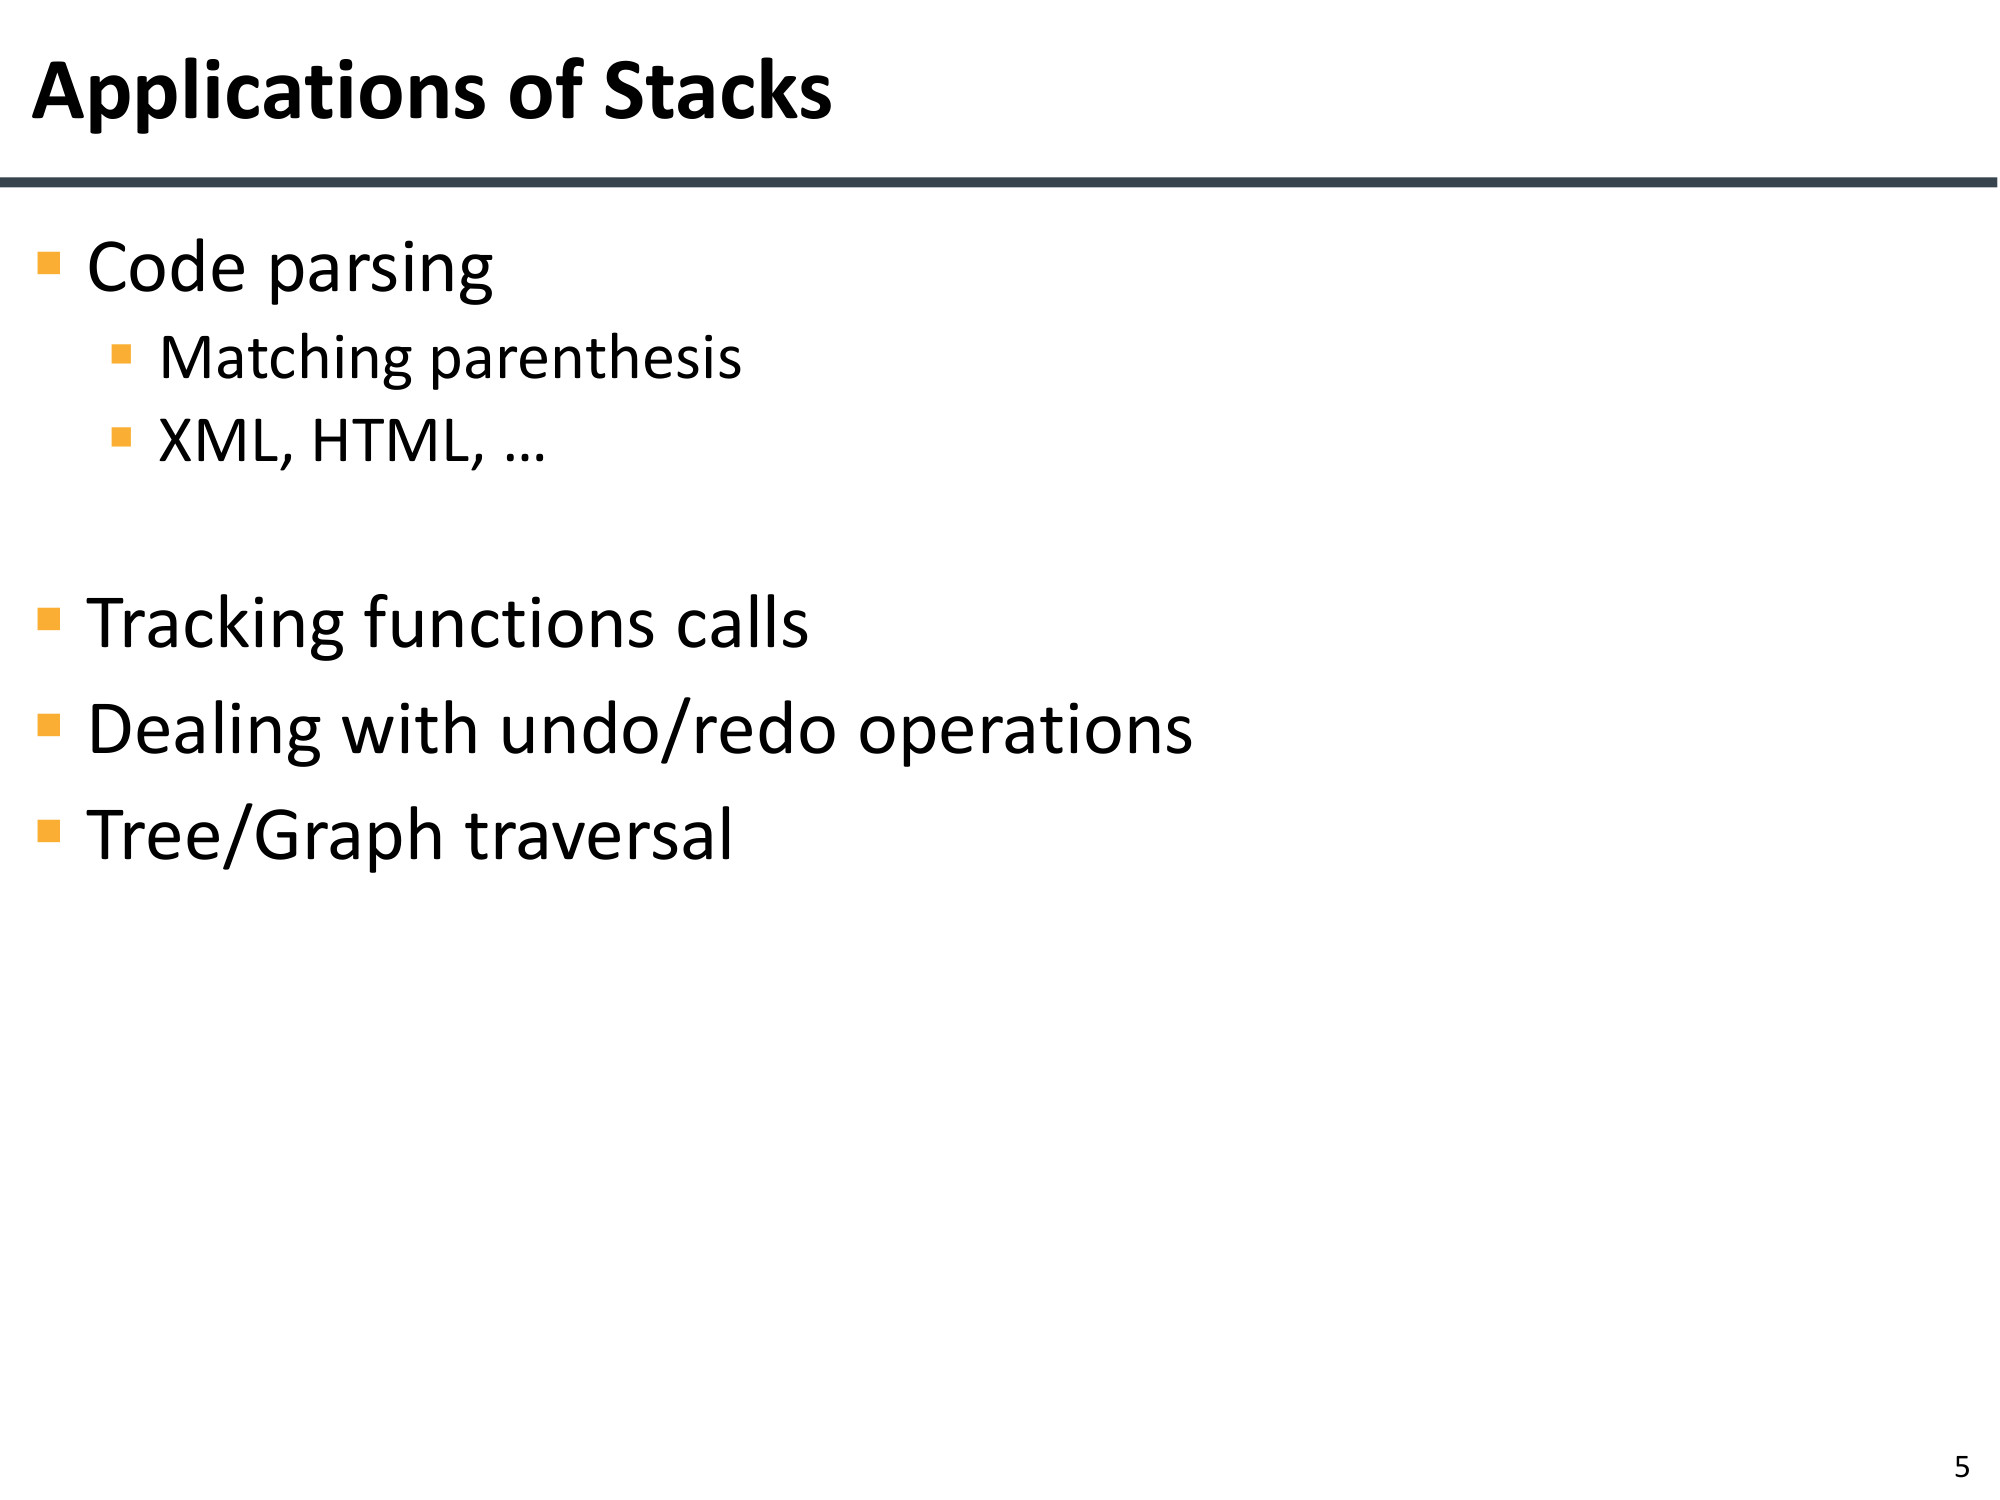 Applications of Stacks
Code parsing
Matching parenthesis
XML, HTML, …
Tracking functions calls
Dealing with undo/redo operations
Tree/Graph traversal
5